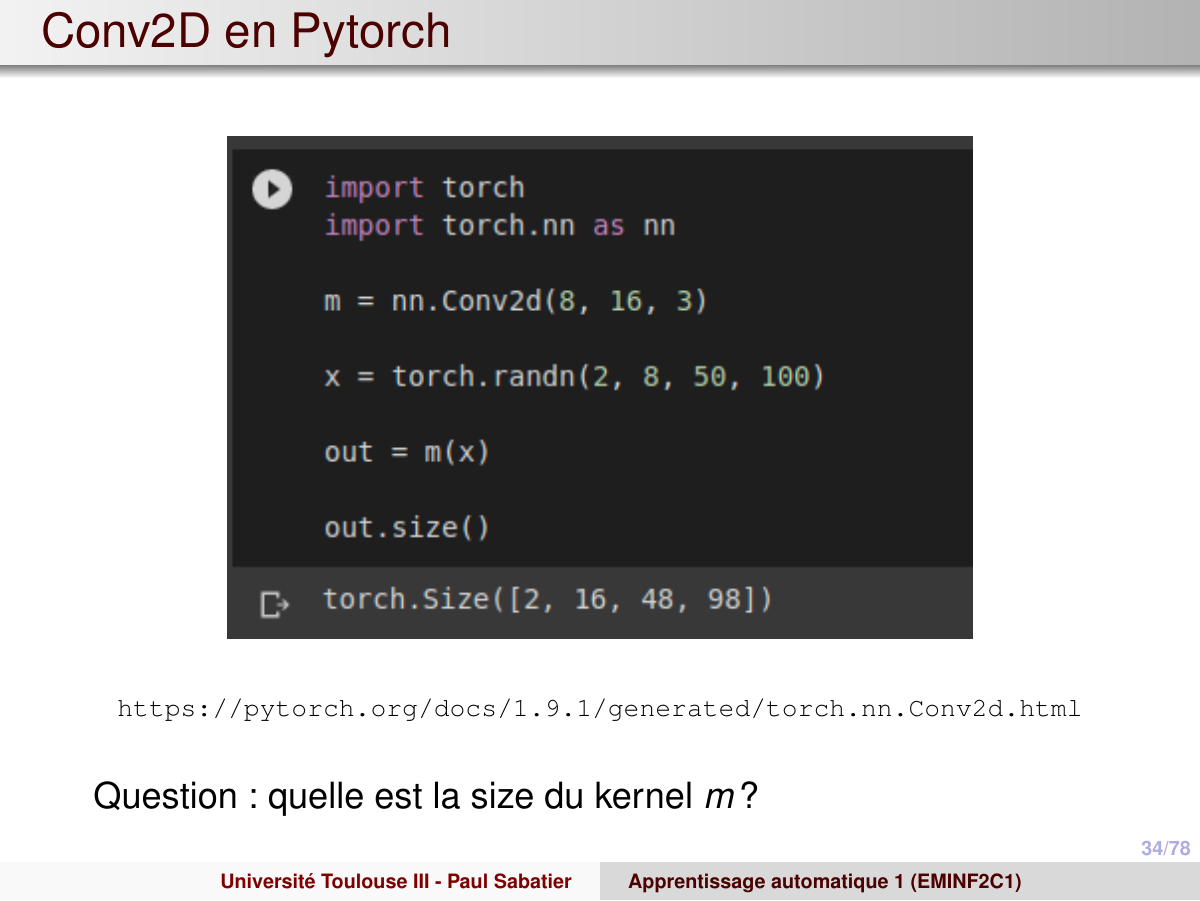 Conv2D en Pytorch
import torch
import torch.nn as nn
m = nn.Conv2d(8, 16, 3)
x = torch.randn(2, 8, 50, 100)
out = m(x)
out.size()
torch.Size([2, 16, 48, 98])
https://pytorch.org/docs/1.9.1/generated/torch.nn.Conv2d.html
Question : quelle est la size du kernel m ?
34/78
Université Toulouse III - Paul Sabatier
Apprentissage automatique 1 (EMINF2C1)